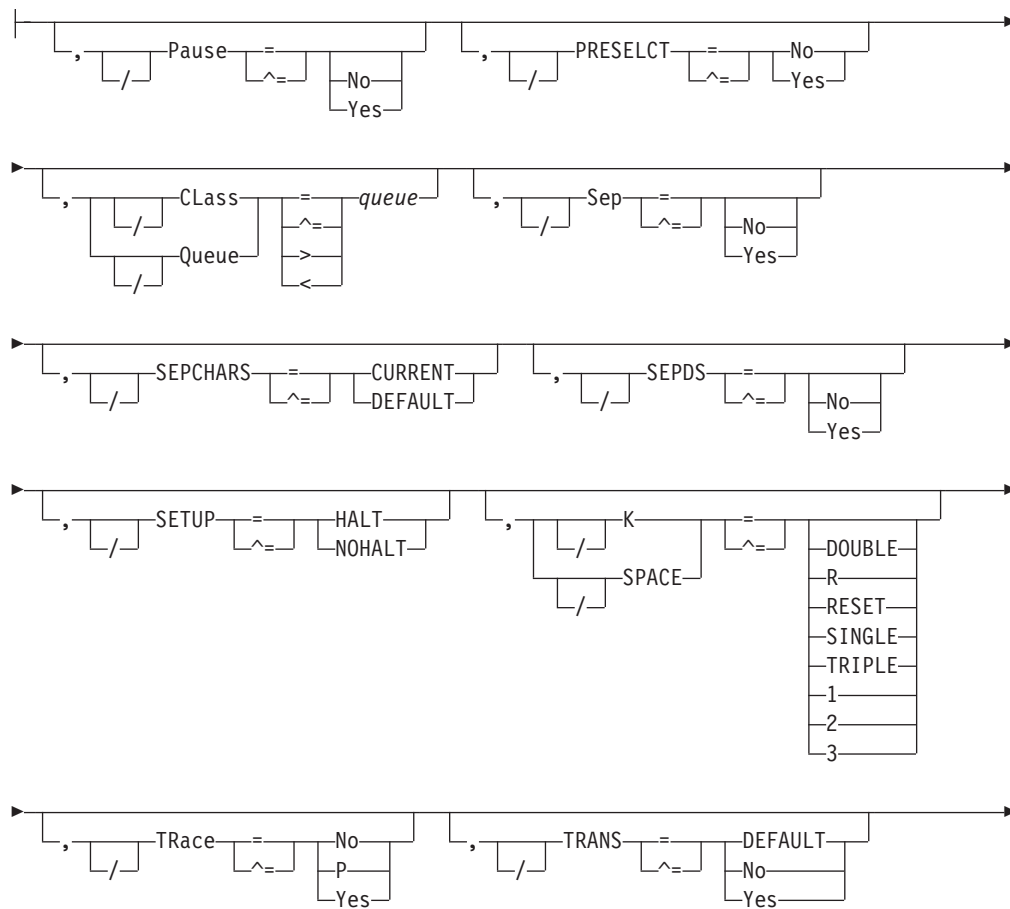 , / Pause = ^= No Yes , / PRESELCT = ^= No Yes
, / CLass / Queue = ^= > < queue , / Sep = ^= No Yes
, / SEPCHARS = ^= CURRENT DEFAULT , / SEPDS = ^= No Yes
, / SETUP = ^= HALT NOHALT , / K / SPACE = ^= DOUBLE R RESET SINGLE TRIPLE 1 2 3
, / TRace = ^= No P Yes , / TRANS = ^= DEFAULT No Yes